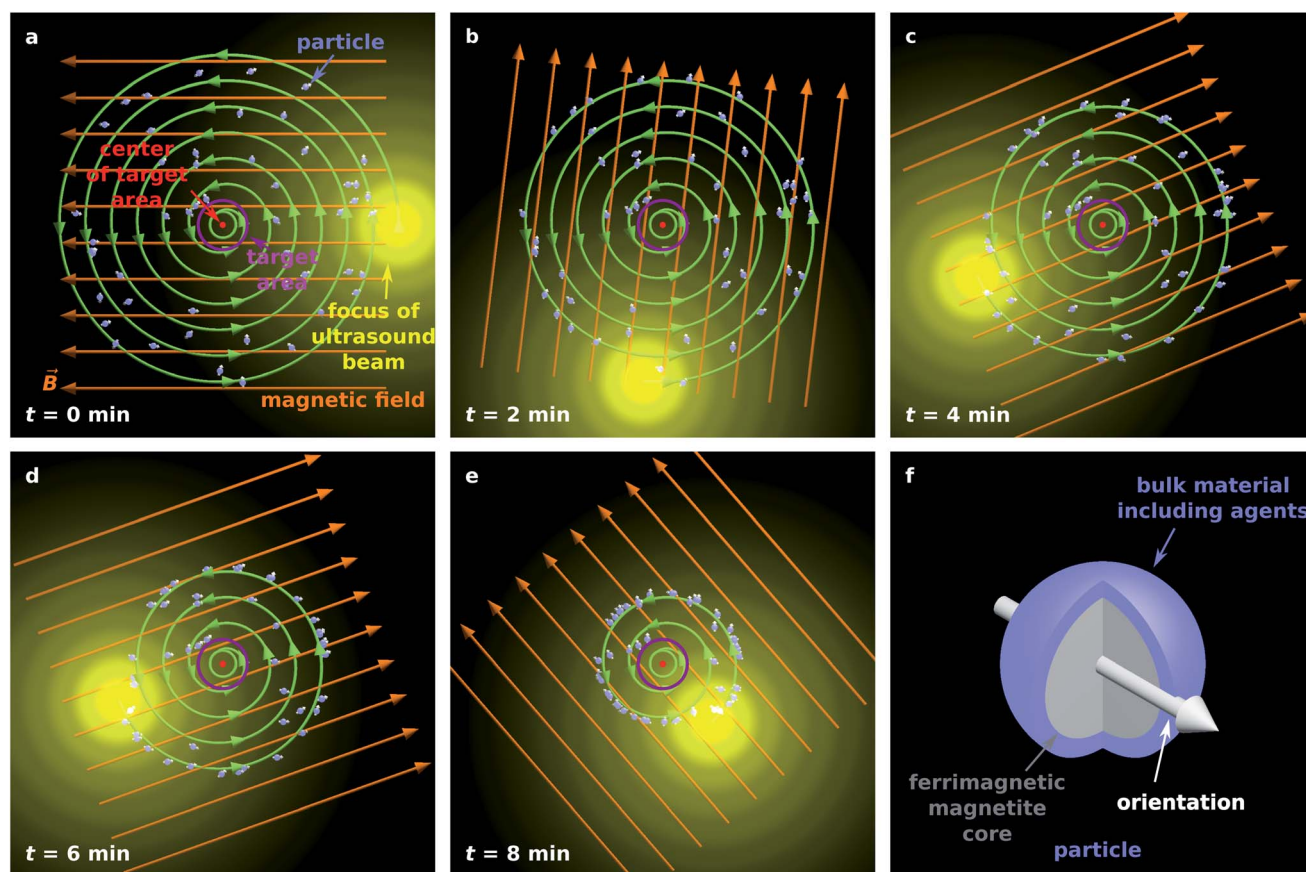 a
particle
center
of target
area
target
area
focus of
ultrasound
beam
B
magnetic field
t = 0 min
b
t = 2 min
c
t = 4 min
d
t = 6 min
e
t = 8 min
f
bulk material
including agents
ferrimagnetic
magnetite
core
orientation
particle